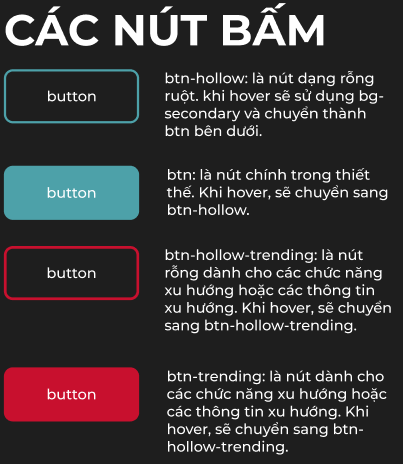 CÁC NÚT BẤM
button
btn-hollow: là nút dạng rỗng
ruột. khi hover sẽ sử dụng bg-
secondary và chuyển thành
btn bên dưới.
button
btn: là nút chính trong thiết
thế. Khi hover, sẽ chuyển sang
btn-hollow.
button
btn-hollow-trending: là nút
rỗng dành cho các chức năng
xu hướng hoặc các thông tin
xu hướng. Khi hover, sẽ chuyển
sang btn-hollow-trending.
button
btn-trending: là nút dành cho
các chức năng xu hướng hoặc
các thông tin xu hướng. Khi
hover, sẽ chuyển sang btn-
hollow-trending.